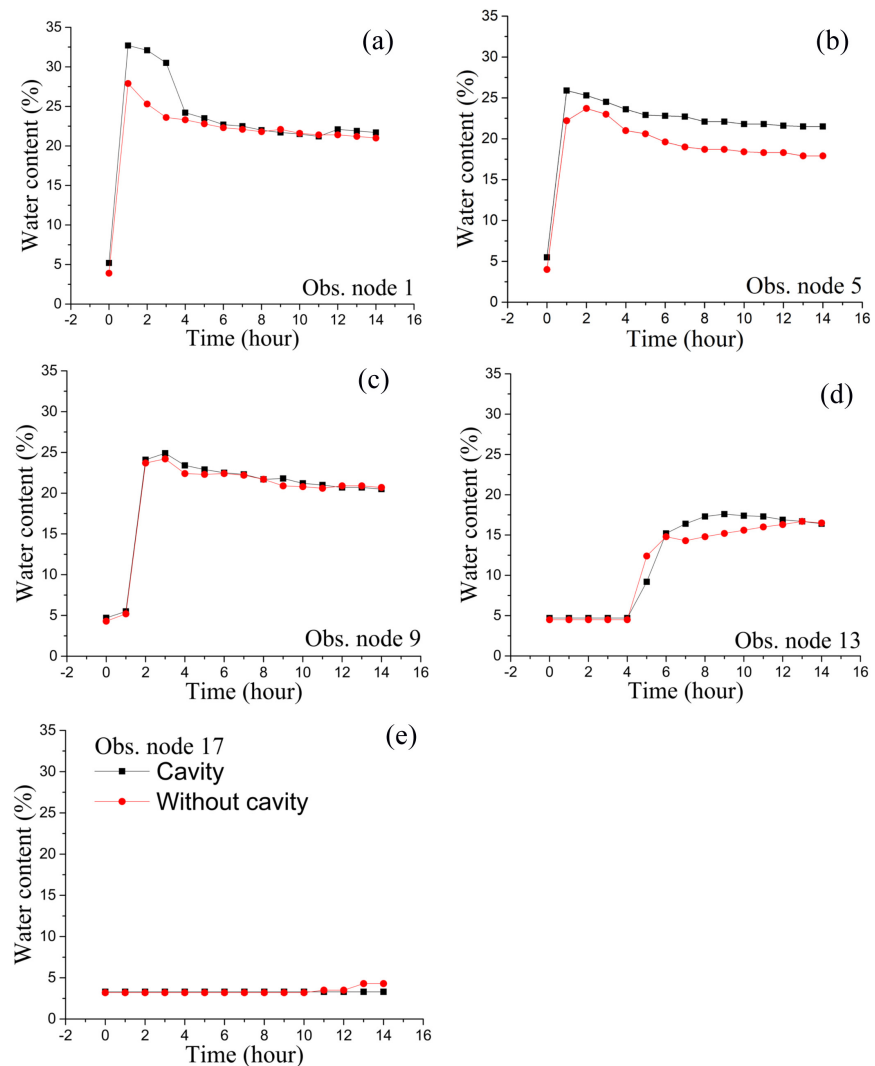 (a)
Water content (%)
35
30
25
20
15
10
5
0
Obs. node 1
-2 0 2 4 6 8 10 12 14 16
Time (hour)
(b)
Water content (%)
35
30
25
20
15
10
5
0
Obs. node 5
-2 0 2 4 6 8 10 12 14 16
Time (hour)
(c)
Water content (%)
35
30
25
20
15
10
5
0
Obs. node 9
-2 0 2 4 6 8 10 12 14 16
Time (hour)
(d)
Water content (%)
35
30
25
20
15
10
5
0
Obs. node 13
-2 0 2 4 6 8 10 12 14 16
Time (hour)
(e)
Water content (%)
35
30
25
20
15
10
5
0
Obs. node 17
Cavity
Without cavity
-2 0 2 4 6 8 10 12 14 16
Time (hour)